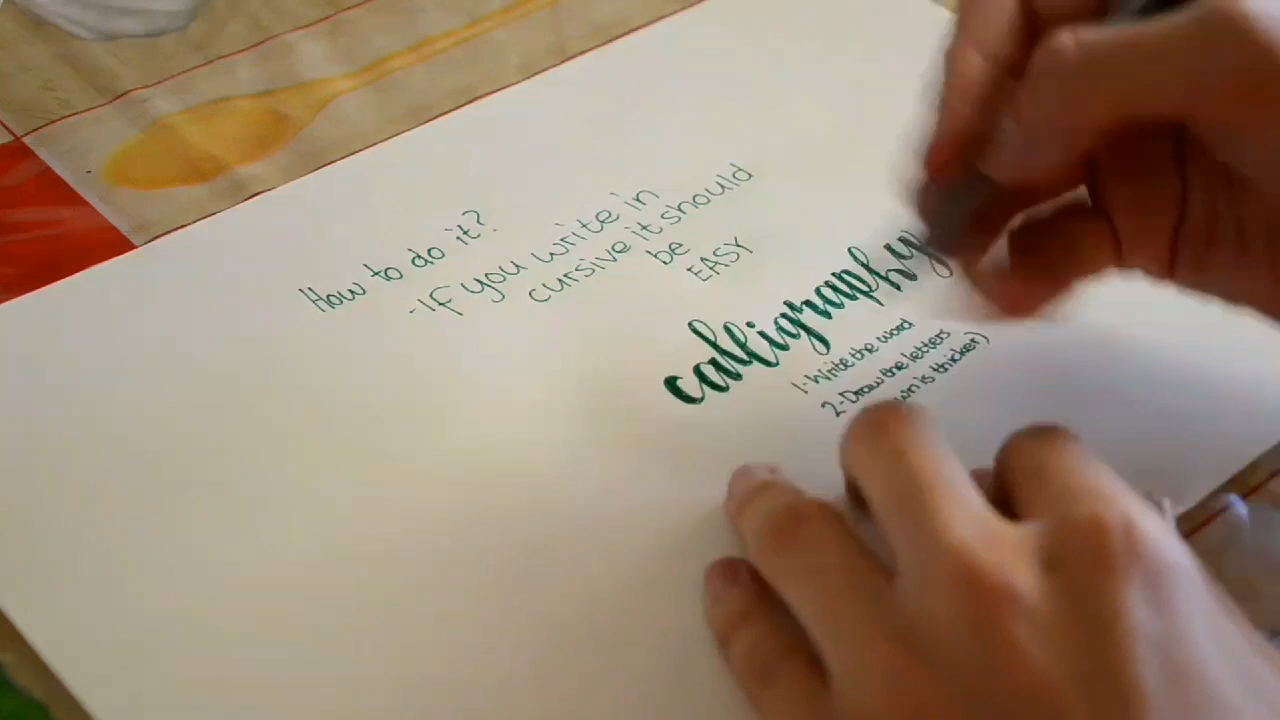 How to do it?
-If you write in
cursive it should
be
EASY
calligraphy
1-Write the word
2-Draw the letters
is thicker)